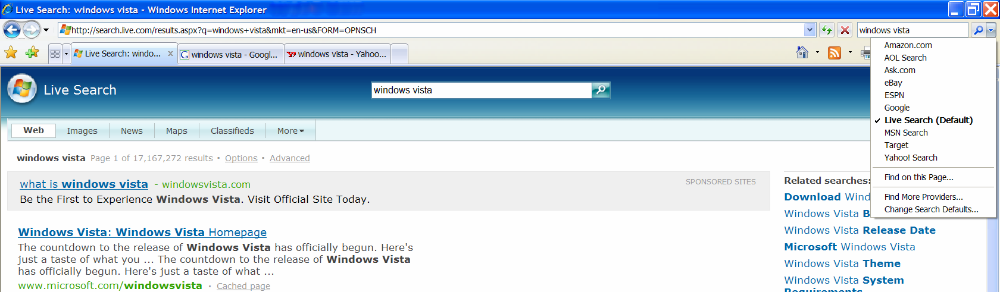 Live Search: windows vista - Windows Internet Explorer
http://search.live.com/results.aspx?q=windows+vista&mkt=en-us&FORM=OPNSCH
windows vista
Live Search: windo...
windows vista - Googl...
windows vista - Yahoo...
Amazon.com
AOL Search
Ask.com
eBay
ESPN
Google
Live Search (Default)
MSN Search
Target
Yahoo! Search
Find on this Page...
Find More Providers...
Change Search Defaults...
Live Search
windows vista
Web Images News Maps Classifieds More
windows vista Page 1 of 17,167,272 results • Options • Advanced
what is windows vista - windowsvista.com
SPONSORED SITES
Be the First to Experience Windows Vista. Visit Official Site Today.
Windows Vista: Windows Vista Homepage
The countdown to the release of Windows Vista has officially begun. Here's
just a taste of what you ... The countdown to the release of Windows Vista
has officially begun. Here's just a taste of what ...
www.microsoft.com/windowsvista • Cached page
Related searches:
Download Wind
Windows Vista B
Windows Vista Release Date
Microsoft Windows Vista
Windows Vista Theme
Windows Vista System
Requirements